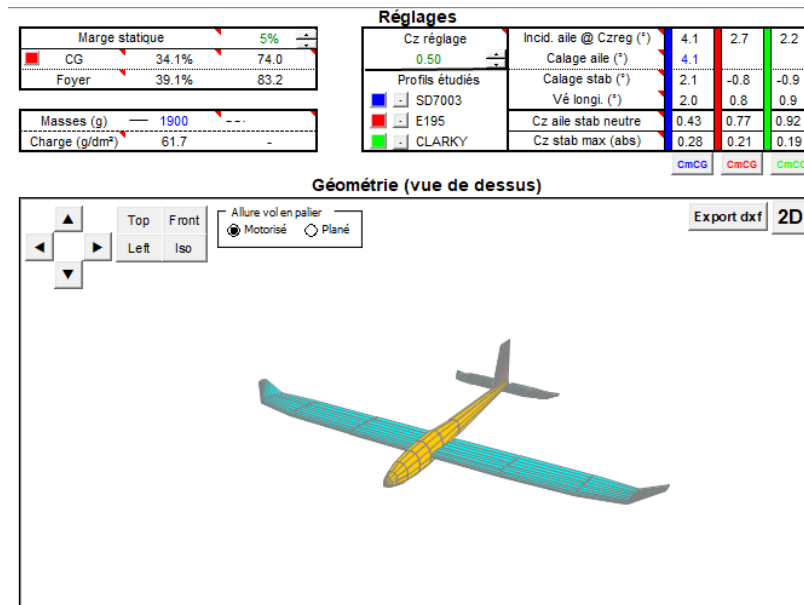 Réglages
Marge statique 5%
CG 34.1% 74.0
Foyer 39.1% 83.2
Masses (g) 1900
Charge (g/dm²) 61.7 -
Cz réglage Incid. aile @ Czreg (°) 4.1 2.7 2.2
0.50 Calage aile (°) 4.1
Profils étudiés Calage stab (°) 2.1 -0.8 -0.9
- SD7003 Vé longi. (°) 2.0 0.8 0.9
- E195 Cz aile stab neutre 0.43 0.77 0.92
- CLARKY Cz stab max (abs) 0.28 0.21 0.19
CmCG CmCG CmCG
Géométrie (vue de dessus)
Top Front
Left Iso
Allure vol en palier
Motorisé Plané
Export dxf 2D